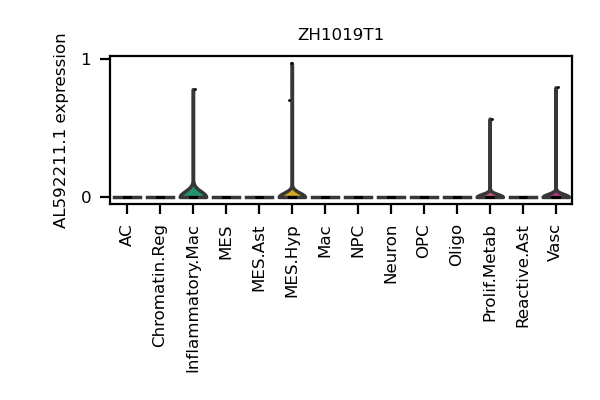 ZH1019T1
AL592211.1 expression
1
0
AC
Chromatin.Reg
Inflammatory.Mac
MES
MES.Ast
MES.Hyp
Mac
NPC
Neuron
OPC
Oligo
Prolif.Metab
Reactive.Ast
Vasc